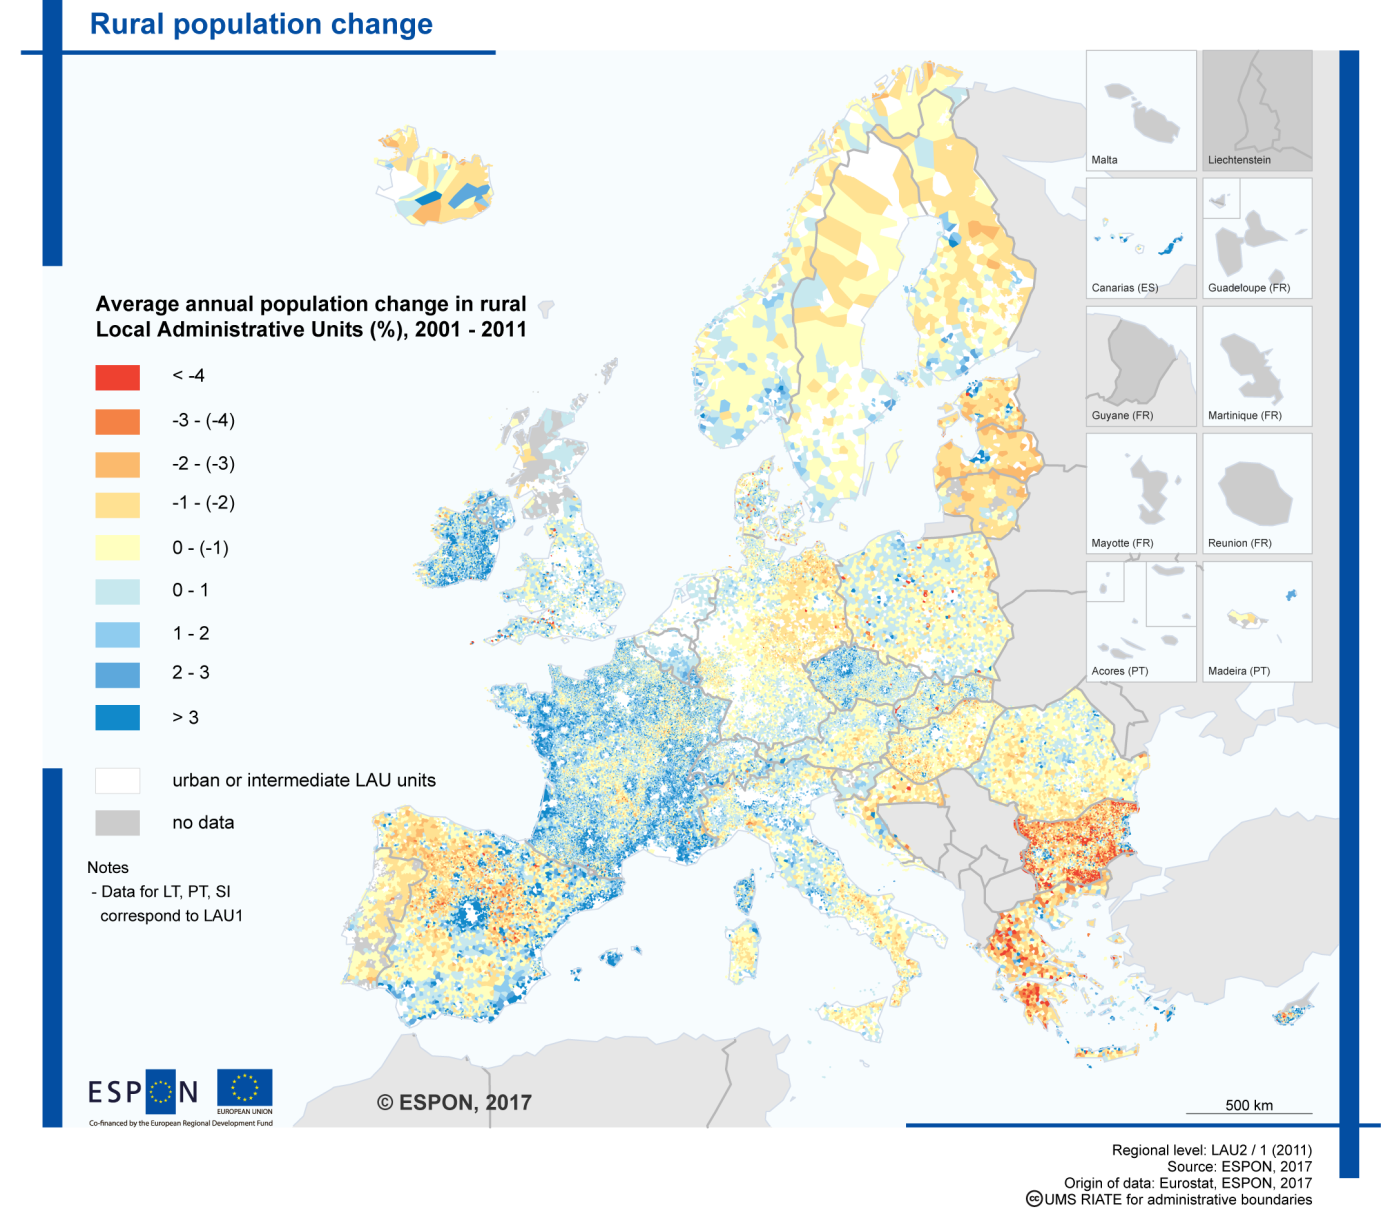 Rural population change
Malta
Liechtenstein
Canarias (ES)
Guadeloupe (FR)
Average annual population change in rural
Local Administrative Units (%), 2001 - 2011
< -4
-3 - (-4)
-2 - (-3)
-1 - (-2)
0 - (-1)
0 - 1
1 - 2
2 - 3
> 3
urban or intermediate LAU units
no data
Guyane (FR)
Martinique (FR)
Mayotte (FR)
Reunion (FR)
Acores (PT)
Madeira (PT)
Notes
- Data for LT, PT, SI
correspond to LAU1
ESPON
EUROPEAN UNION
Co-financed by the European Regional Development Fund
© ESPON, 2017
500 km
Regional level: LAU2 / 1 (2011)
Source: ESPON, 2017
Origin of data: Eurostat, ESPON, 2017
cc UMS RIATE for administrative boundaries